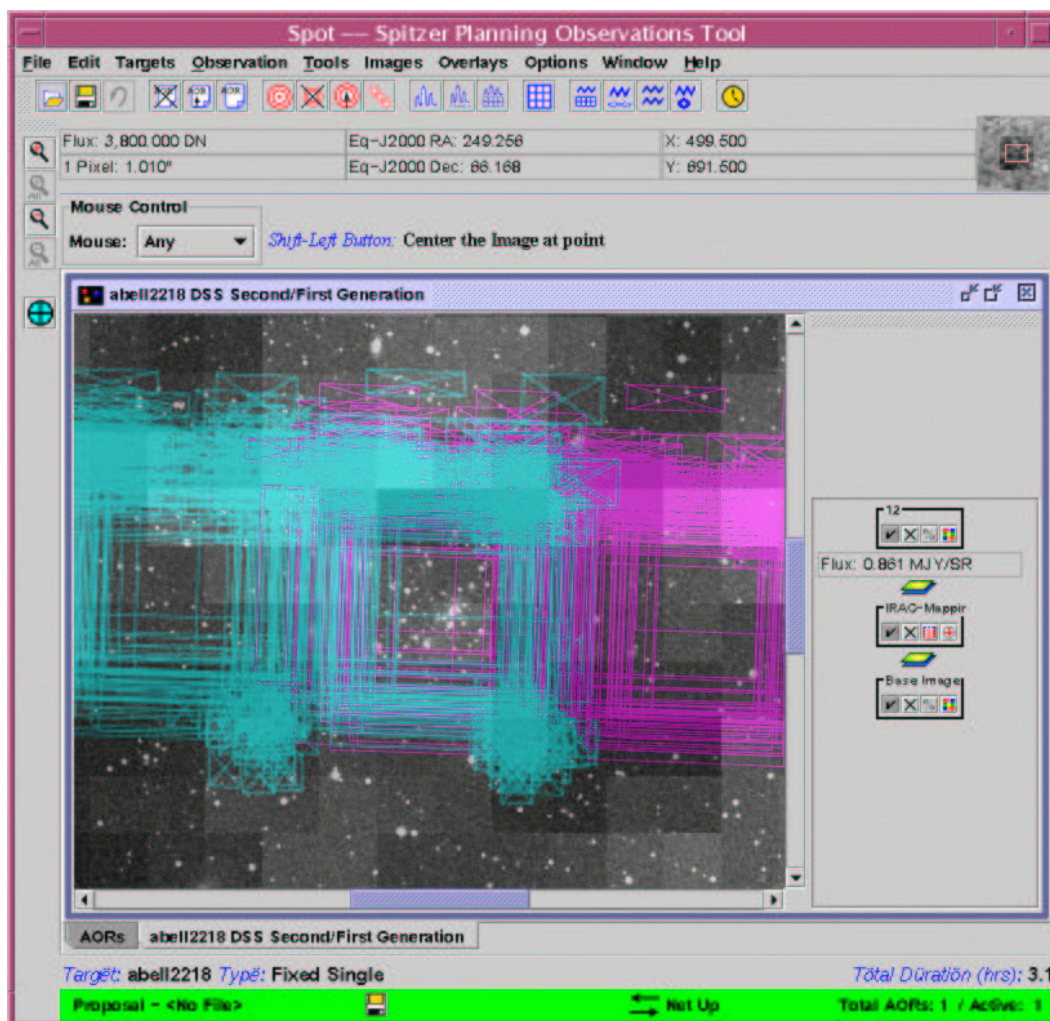 Spot –– Spitzer Planning Observations Tool
File Edit Targets Observation Tools Images Overlays Options Window Help
Flux: 3,800.000 DN Eq-J2000 RA: 249.256 X: 499.500
1 Pixel: 1.010" Eq-J2000 Dec: 66.168 Y: 691.500
Mouse Control
Mouse: Any Shift-Left Button: Center the Image at point
abell2218 DSS Second/First Generation
12
Flux: 0.861 MJY/SR
IRAC-Mappir
Base Image
AORs abell2218 DSS Second/First Generation
Target: abell2218 Type: Fixed Single Total Duration (hrs): 3.1
Proposal - <No File> Net Up Total AORs: 1 / Active: 1